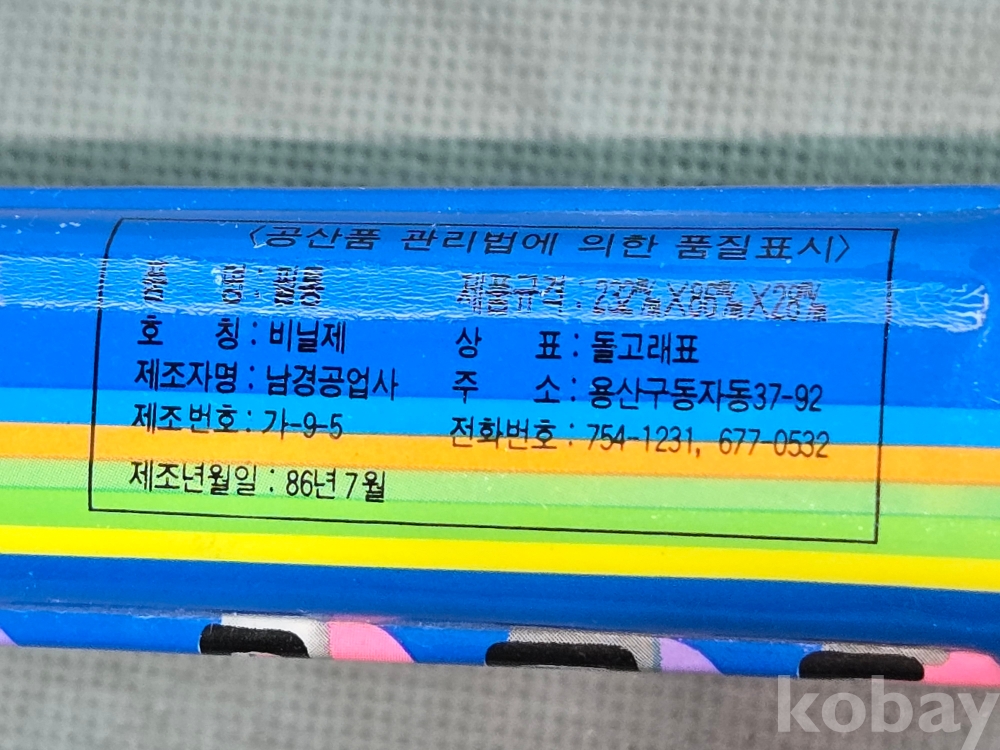 <공산품 관리법에 의한 품질표시>
품 명 : 필통 제품규격 : 232%×86%×28%
호 칭 : 비닐제 상 표 : 돌고래표
제조자명 : 남경공업사 주 소 : 용산구동자동37-92
제조번호 : 가-9-5 전화번호 : 754-1231, 677-0532
제조년월일 : 86년 7월
kobay